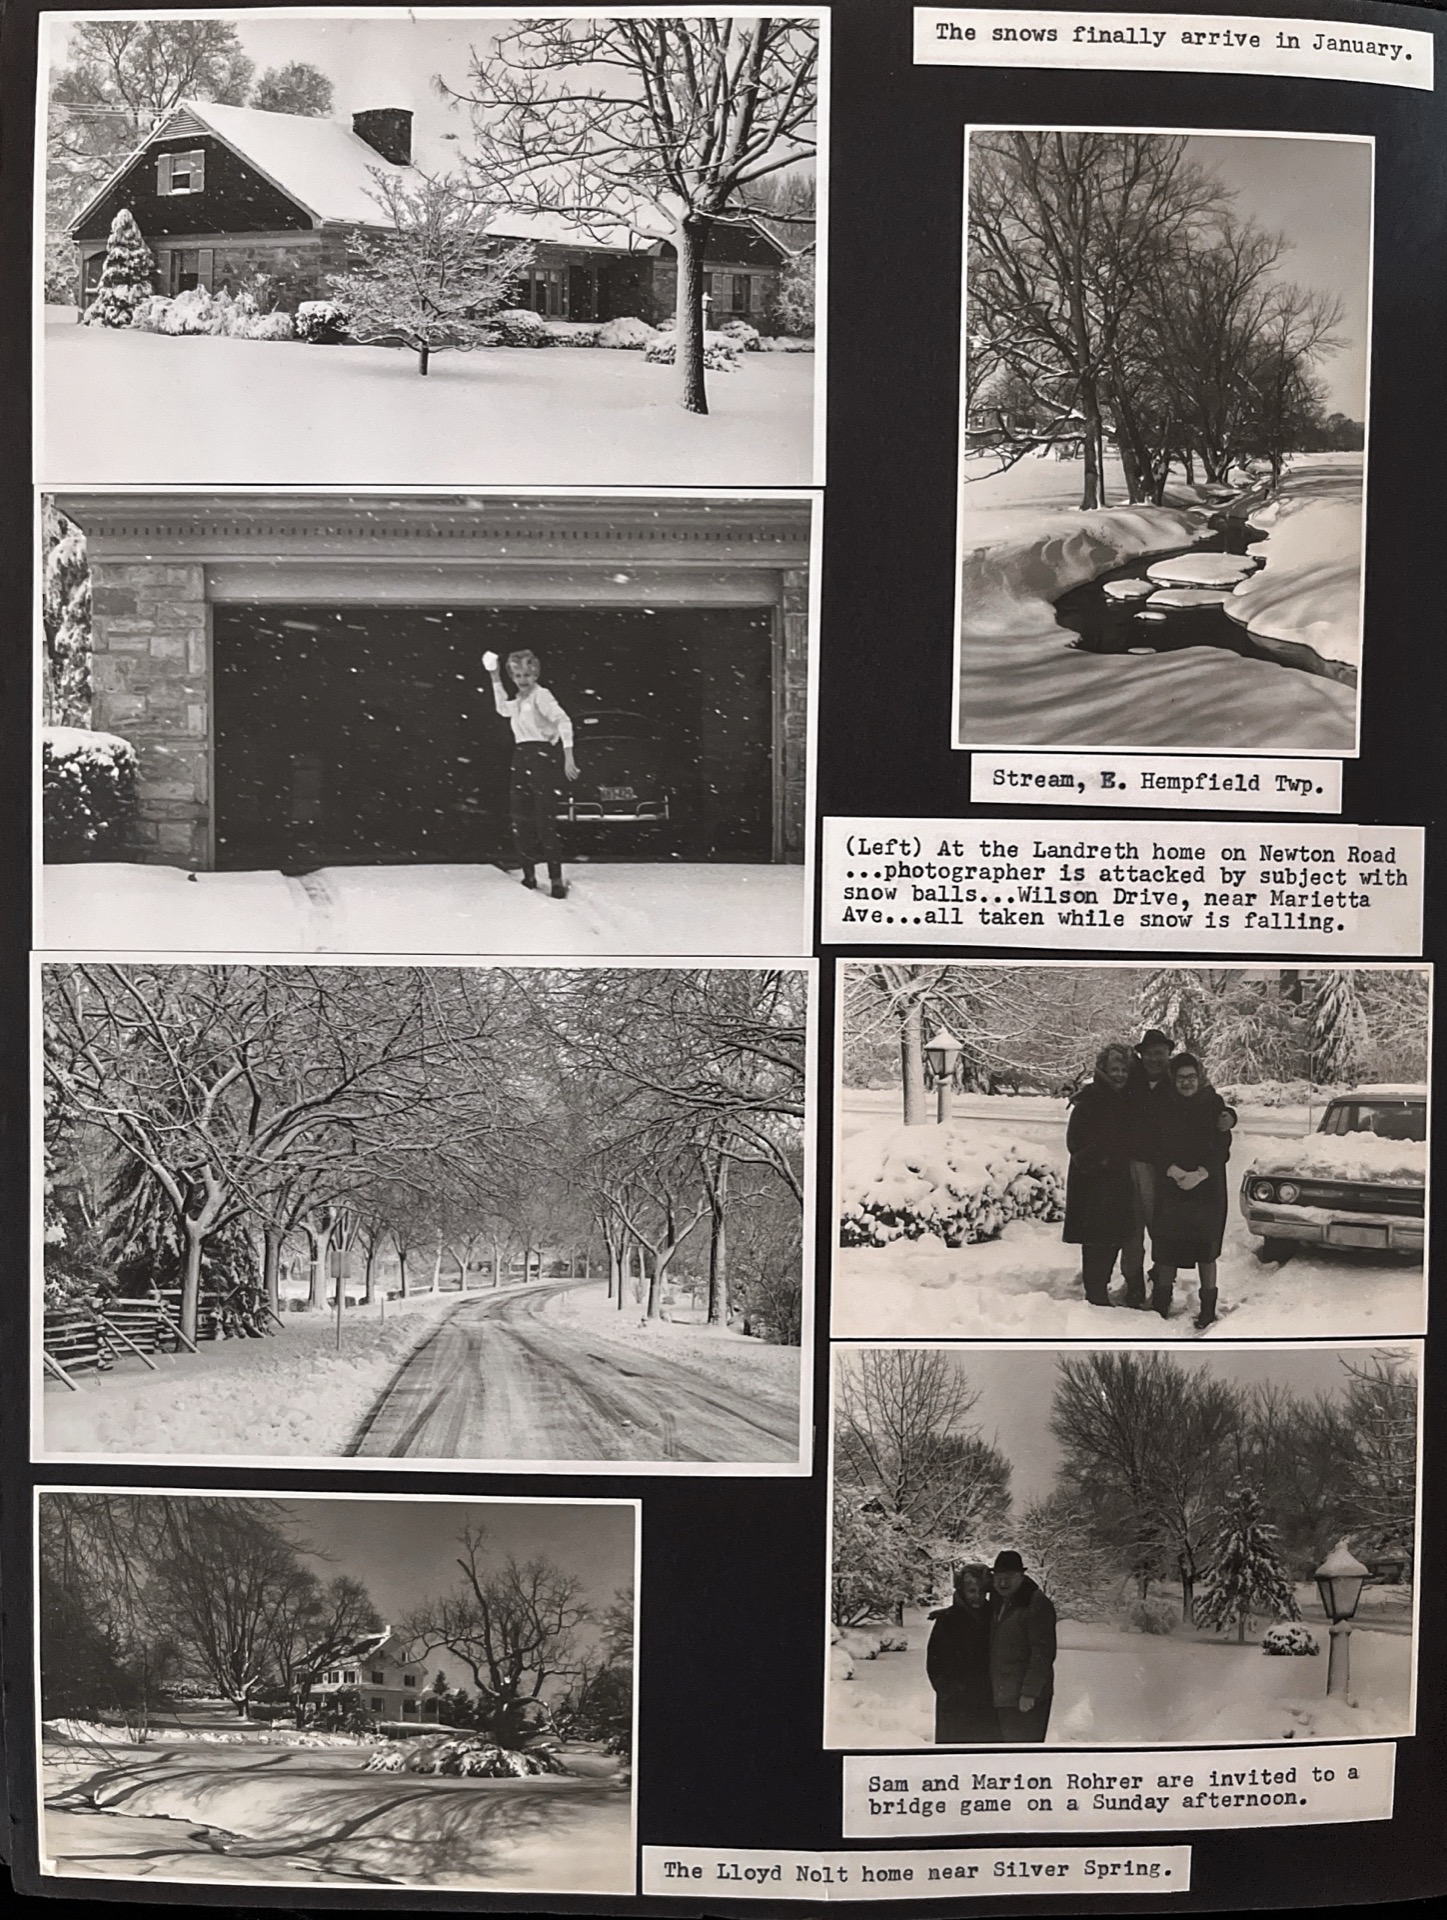 The snows finally arrive in January.
Stream, E. Hempfield Twp.
(Left) At the Landreth home on Newton Road
...photographer is attacked by subject with
snow balls...Wilson Drive, near Marietta
Ave...all taken while snow is falling.
Sam and Marion Rohrer are invited to a
bridge game on a Sunday afternoon.
The Lloyd Nolt home near Silver Spring.